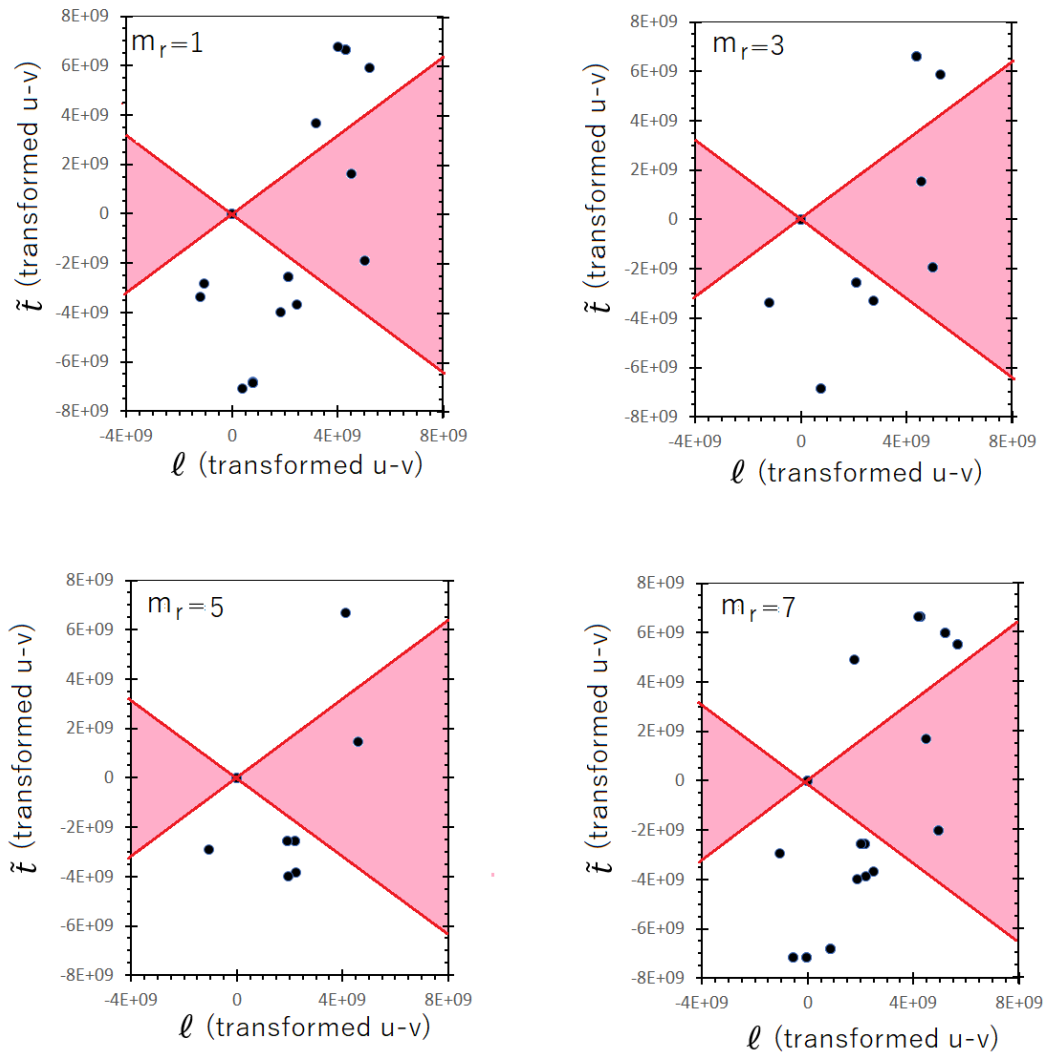 m_r=1
8E+09
6E+09
4E+09
2E+09
0
-2E+09
-4E+09
-6E+09
-8E+09
t̃ (transformed u-v)
-4E+09 0 4E+09 8E+09
ℓ (transformed u-v)
m_r=3
8E+09
6E+09
4E+09
2E+09
0
-2E+09
-4E+09
-6E+09
-8E+09
t̃ (transformed u-v)
-4E+09 0 4E+09 8E+09
ℓ (transformed u-v)
m_r=5
8E+09
6E+09
4E+09
2E+09
0
-2E+09
-4E+09
-6E+09
-8E+09
t̃ (transformed u-v)
-4E+09 0 4E+09 8E+09
ℓ (transformed u-v)
m_r=7
8E+09
6E+09
4E+09
2E+09
0
-2E+09
-4E+09
-6E+09
-8E+09
t̃ (transformed u-v)
-4E+09 0 4E+09 8E+09
ℓ (transformed u-v)